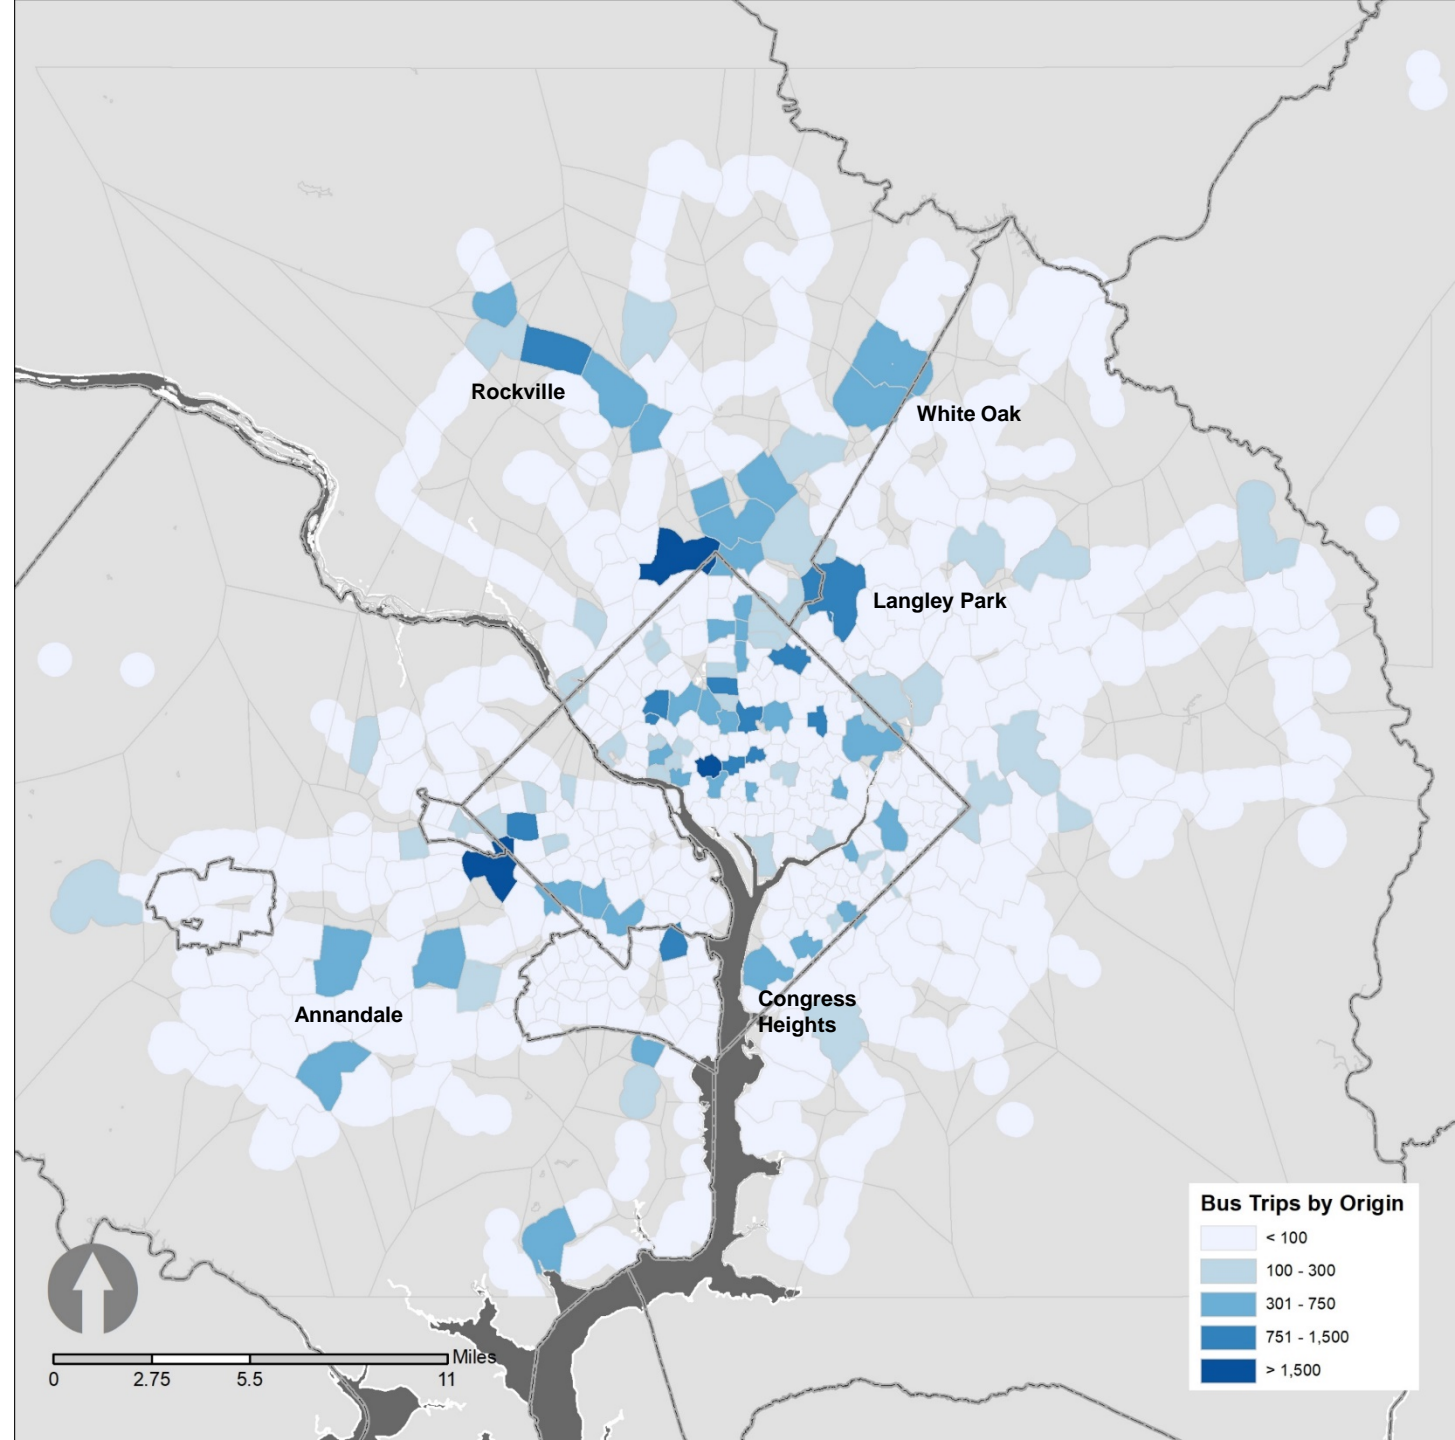 Rockville
White Oak
Langley Park
Annandale
Congress
Heights
Bus Trips by Origin
< 100
100 - 300
301 - 750
751 - 1,500
> 1,500
Miles
0 2.75 5.5 11